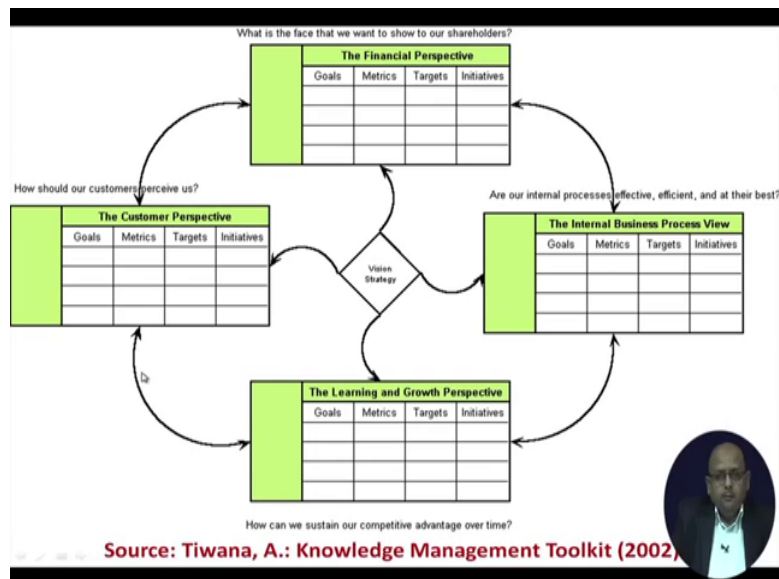 What is the face that we want to show to our shareholders?
The Financial Perspective
Goals Metrics Targets Initiatives
How should our customers perceive us?
The Customer Perspective
Goals Metrics Targets Initiatives
Are our internal processes effective, efficient, and at their best?
The Internal Business Process View
Goals Metrics Targets Initiatives
Vision
Strategy
The Learning and Growth Perspective
Goals Metrics Targets Initiatives
How can we sustain our competitive advantage over time?
Source: Tiwana, A.: Knowledge Management Toolkit (2002)